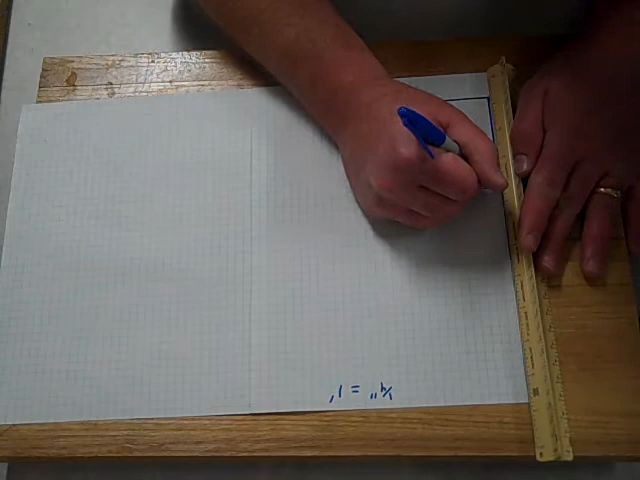 1/4" = 1'